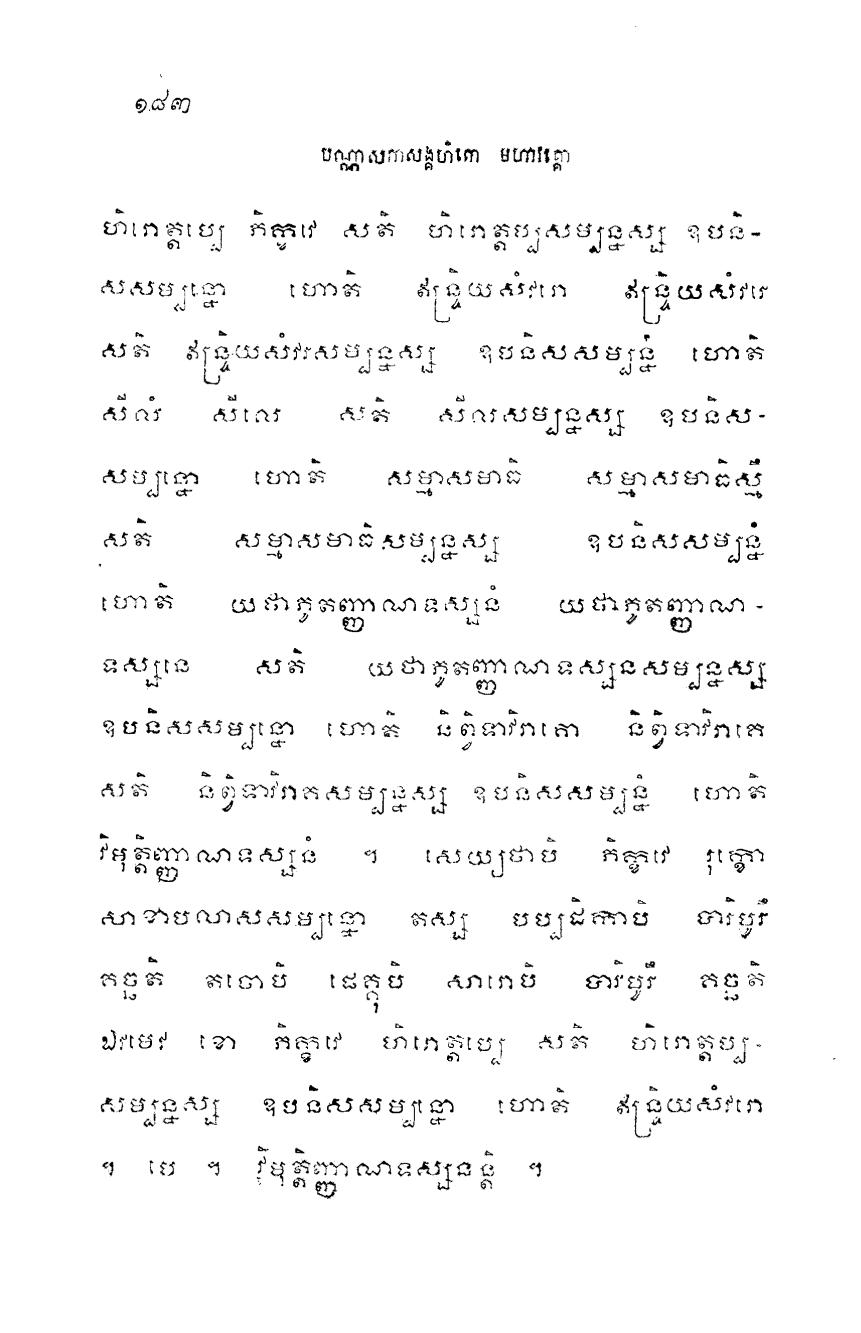 ១៨៣
បណ្ណាសកាសង្គហិតោ មហាវគ្គោ
ហិរោត្តប្បេ ភិក្ខវេ សតិ ហិរោត្តប្បសម្បន្នស្ស ឧបនិ-
សសម្បន្នោ ហោតិ ឥន្ទ្រិយសំវរោ ឥន្ទ្រិយសំវរេ
សតិ ឥន្ទ្រិយសំវរសម្បន្នស្ស ឧបនិសសម្បន្នំ ហោតិ
សីលំ សីលេ សតិ សីលសម្បន្នស្ស ឧបនិស-
សម្បន្នោ ហោតិ សម្មាសមាធិ សម្មាសមាធិស្មឹ
សតិ សម្មាសមាធិសម្បន្នស្ស ឧបនិសសម្បន្នំ
ហោតិ យថាភូតញ្ញាណទស្សនំ យថាភូតញ្ញាណ-
ទស្សនេ សតិ យថាភូតញ្ញាណទស្សនសម្បន្នស្ស
ឧបនិសសម្បន្នោ ហោតិ និព្វិទាវិរាគោ និព្វិទាវិរាគេ
សតិ និព្វិទាវិរាគសម្បន្នស្ស ឧបនិសសម្បន្នំ ហោតិ
វិមុត្តិញ្ញាណទស្សនំ ។ សេយ្យថាបិ ភិក្ខវេ រុក្ខោ
សាខាបលាសសម្បន្នោ តស្ស បប្បដិកាបិ បារិបូរឹ
គច្ឆតិ តចោបិ ផេគ្គុបិ សារោបិ បារិបូរឹ គច្ឆតិ
ឯវមេវ ខោ ភិក្ខវេ ហិរោត្តប្បេ សតិ ហិរោត្តប្ប-
សម្បន្នស្ស ឧបនិសសម្បន្នោ ហោតិ ឥន្ទ្រិយសំវរោ
។ បេ ។ វិមុត្តិញ្ញាណទស្សនន្តិ ។